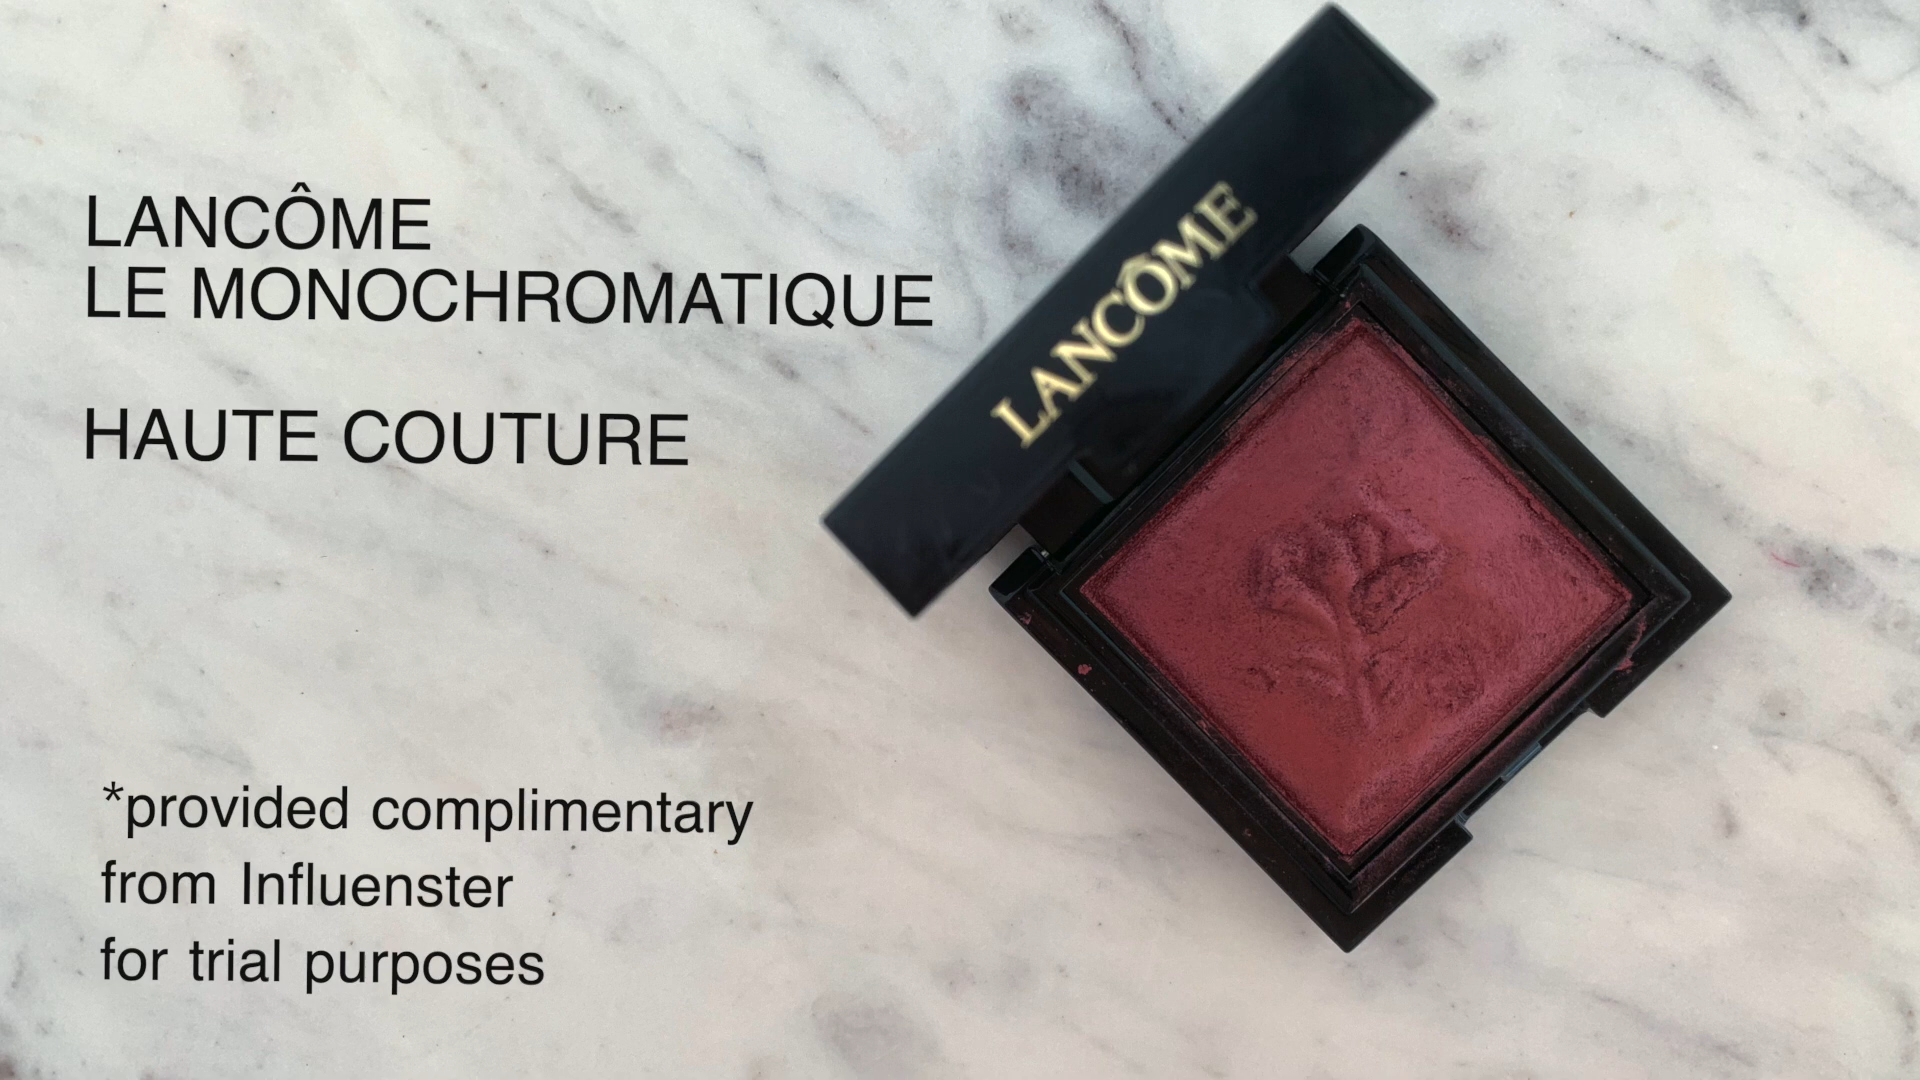 LANCÔME
LE MONOCHROMATIQUE
HAUTE COUTURE
*provided complimentary
from Influenster
for trial purposes
LANCÔME